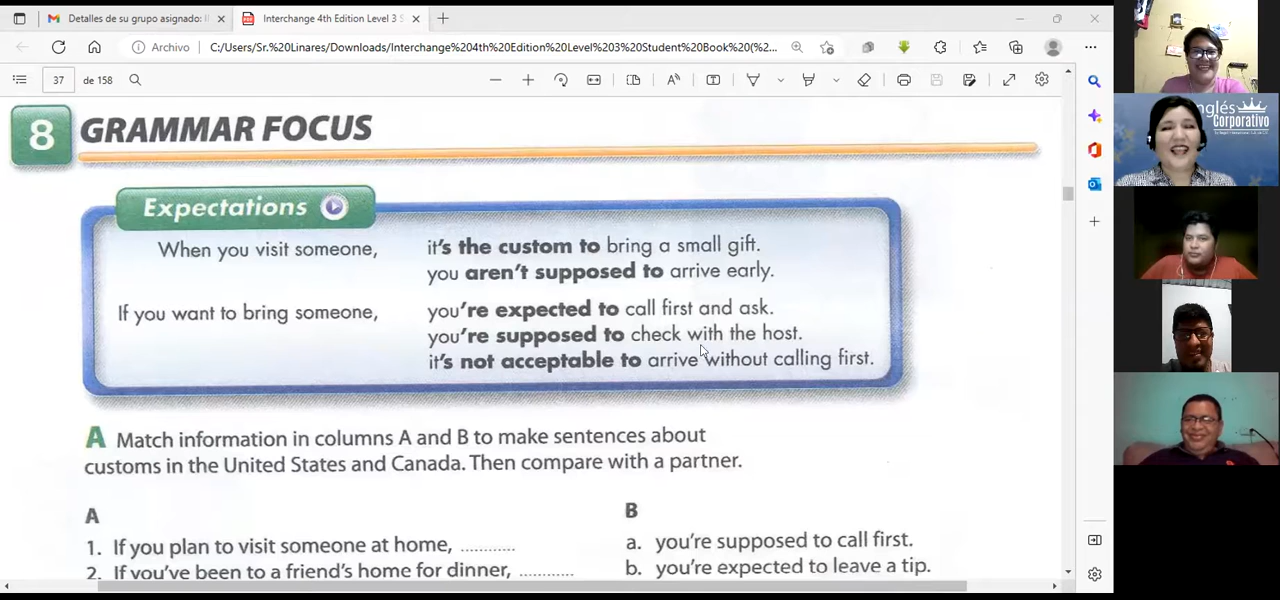 Detalles de su grupo asignado: I
Interchange 4th Edition Level 3 S
Archivo
C:/Users/Sr.%20Linares/Downloads/Interchange%204th%20Edition%20Level%203%20Student%20Book%20(%2...
37
de 158
8 GRAMMAR FOCUS
Expectations
When you visit someone, it's the custom to bring a small gift.
you aren't supposed to arrive early.
If you want to bring someone, you're expected to call first and ask.
you're supposed to check with the host.
it's not acceptable to arrive without calling first.
A Match information in columns A and B to make sentences about
customs in the United States and Canada. Then compare with a partner.
A
1. If you plan to visit someone at home, ............
2. If you've been to a friend's home for dinner, ............
B
a. you're supposed to call first.
b. you're expected to leave a tip.
Inglés
Corporativo